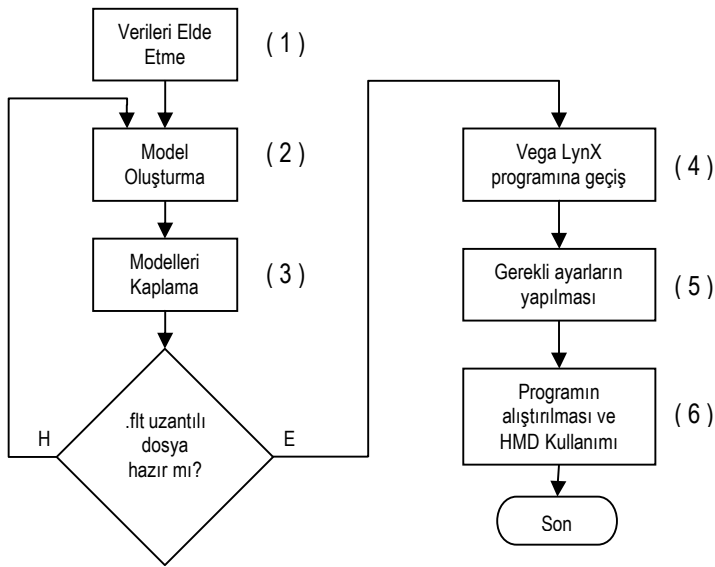 Verileri Elde
Etme
( 1 )
Model
Oluşturma
( 2 )
Modelleri
Kaplama
( 3 )
.flt uzantılı
dosya
hazır mı?
H
E
Vega LynX
programına geçiş
( 4 )
Gerekli ayarların
yapılması
( 5 )
Programın
alıştırılması ve
HMD Kullanımı
( 6 )
Son